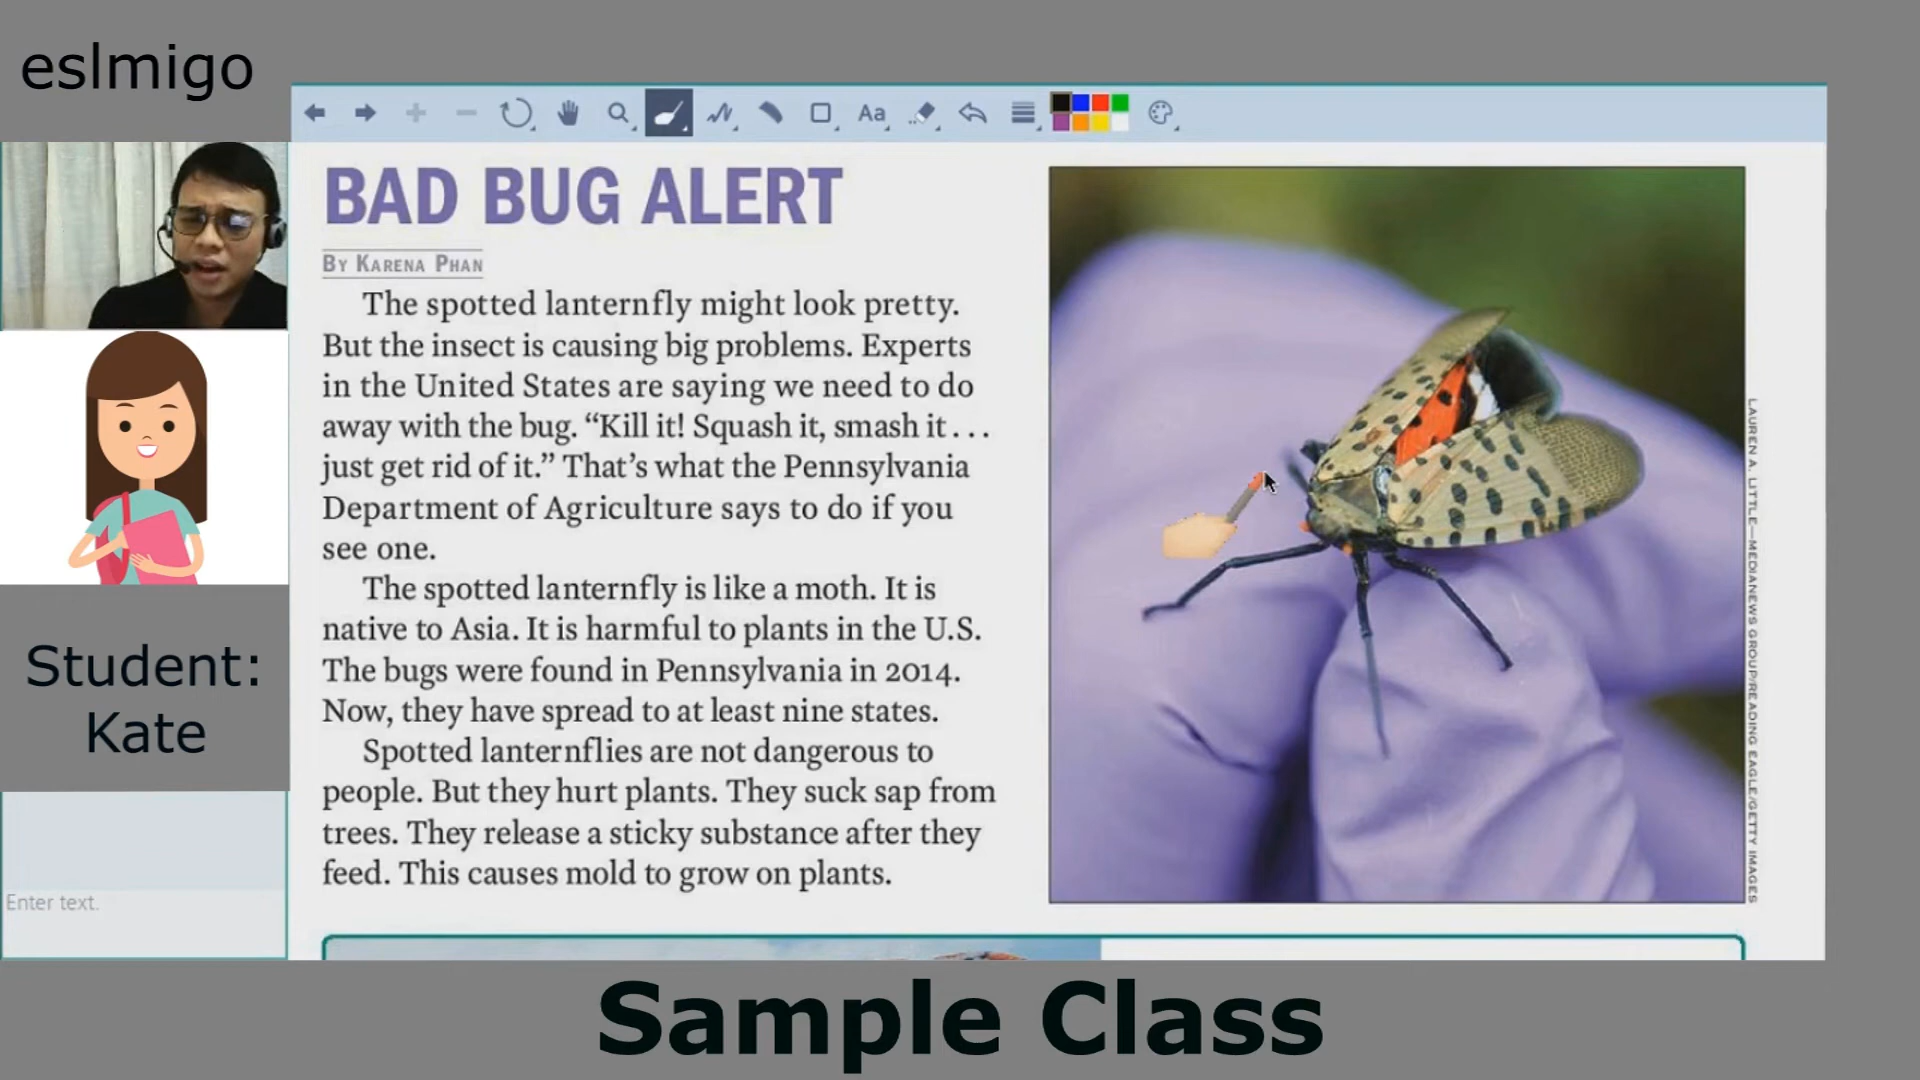 eslmigo
Aa
BAD BUG ALERT
BY KARENA PHAN
The spotted lanternfly might look pretty.
But the insect is causing big problems. Experts
in the United States are saying we need to do
away with the bug. “Kill it! Squash it, smash it . . .
just get rid of it.” That’s what the Pennsylvania
Department of Agriculture says to do if you
see one.
The spotted lanternfly is like a moth. It is
native to Asia. It is harmful to plants in the U.S.
The bugs were found in Pennsylvania in 2014.
Now, they have spread to at least nine states.
Spotted lanternflies are not dangerous to
people. But they hurt plants. They suck sap from
trees. They release a sticky substance after they
feed. This causes mold to grow on plants.
LAUREN A. LITTLE—MEDIANEWS GROUP/READING EAGLE/GETTY IMAGES
Student:
Kate
Enter text.
Sample Class